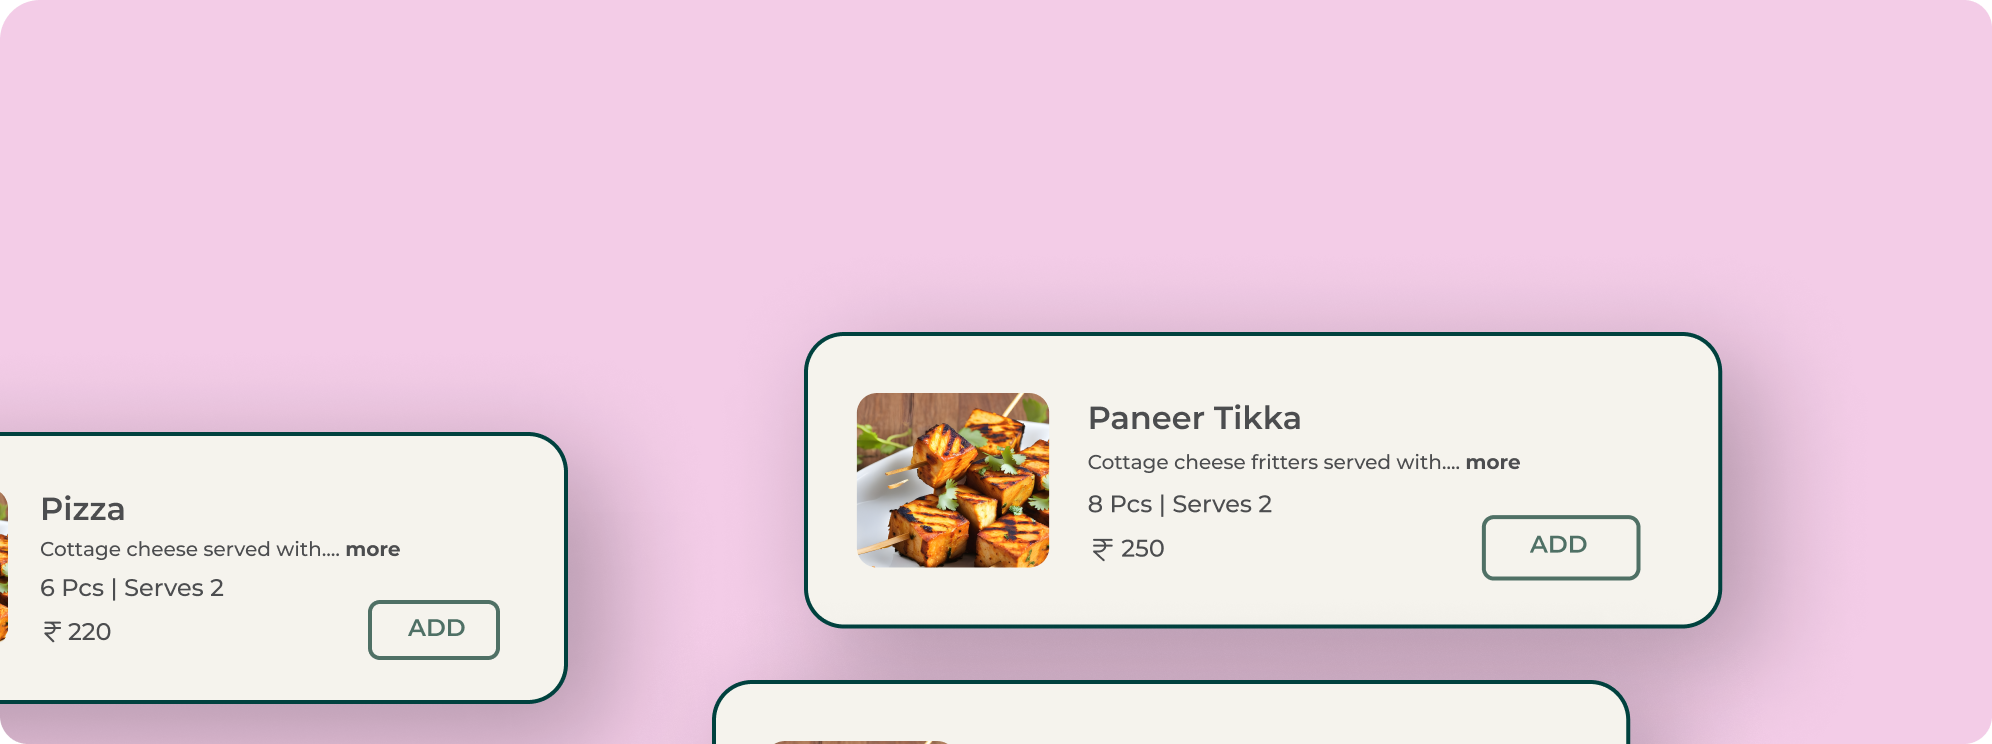 Pizza
Cottage cheese served with.... more
6 Pcs | Serves 2
₹ 220
ADD
Paneer Tikka
Cottage cheese fritters served with.... more
8 Pcs | Serves 2
₹ 250
ADD